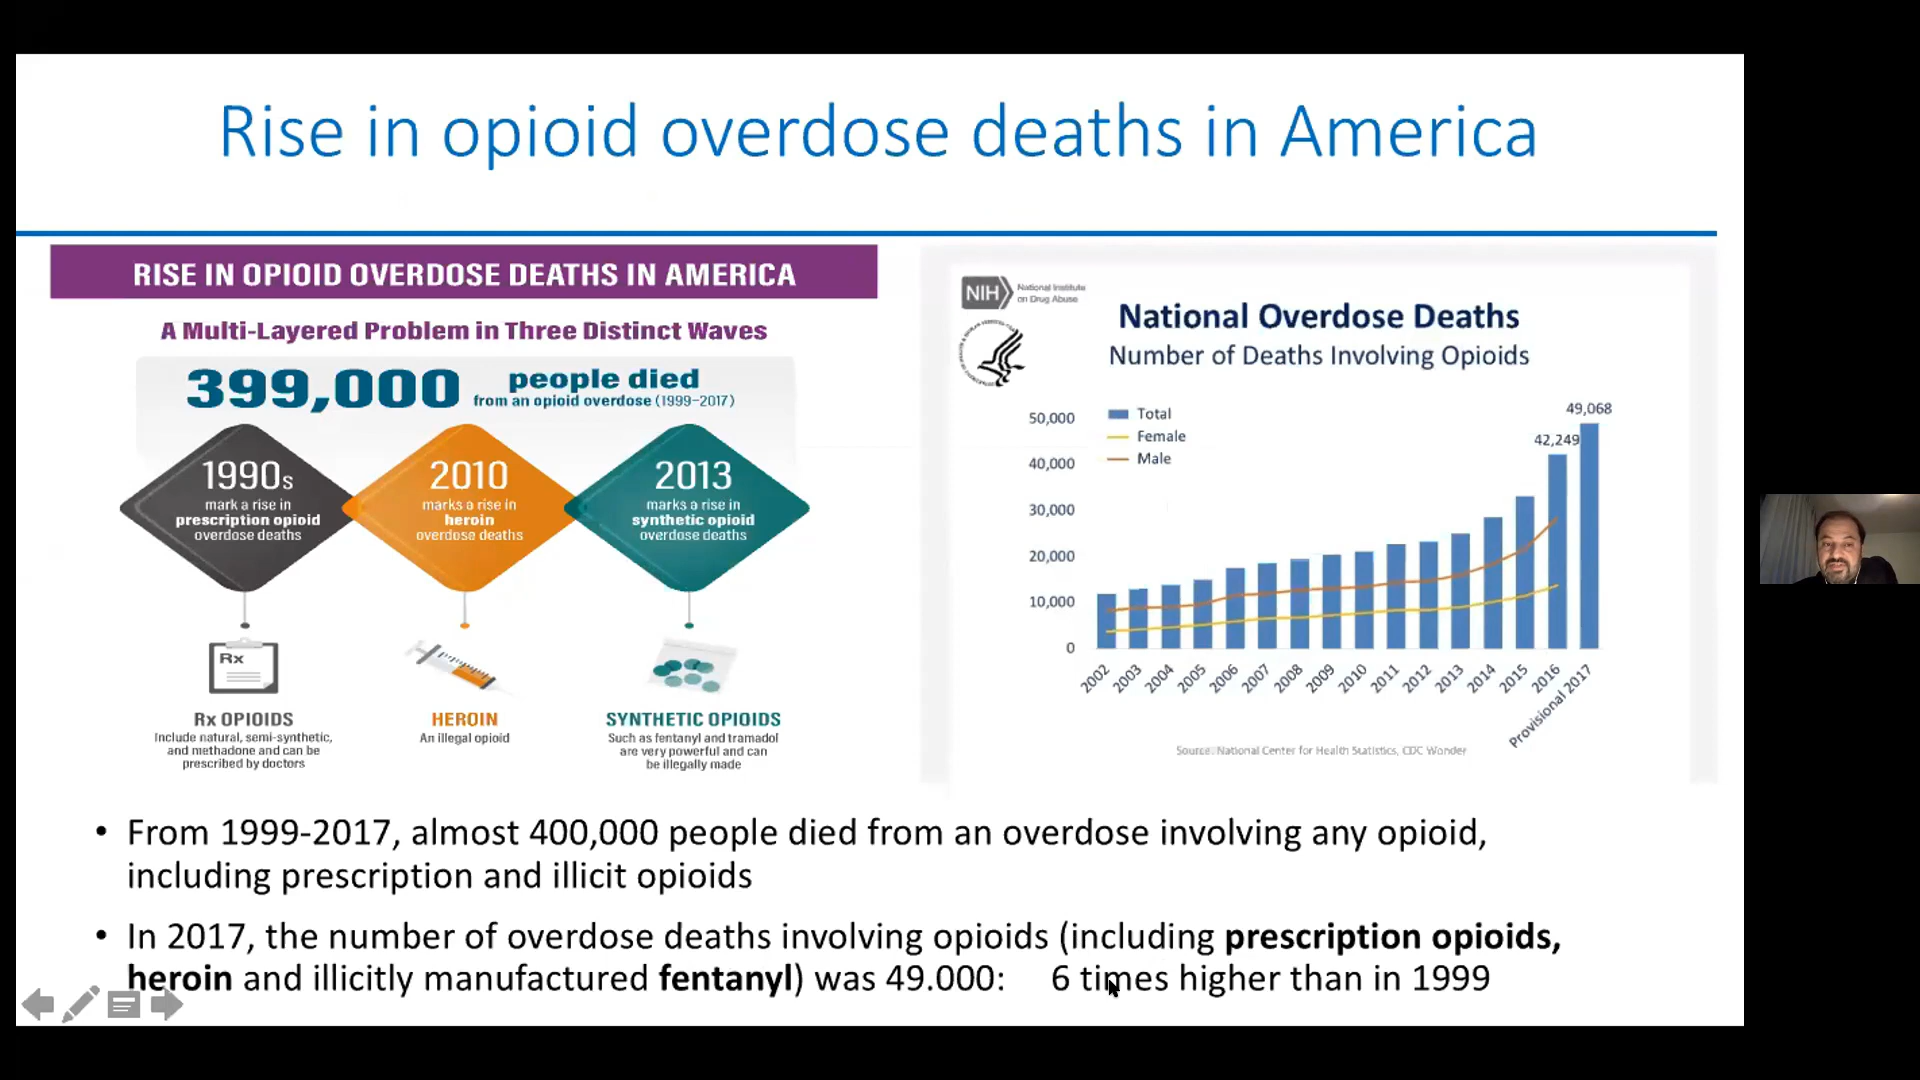 Rise in opioid overdose deaths in America
RISE IN OPIOID OVERDOSE DEATHS IN AMERICA
A Multi-Layered Problem in Three Distinct Waves
399,000 people died
from an opioid overdose (1999-2017)
1990s
mark a rise in
prescription opioid
overdose deaths
2010
marks a rise in
heroin
overdose deaths
2013
marks a rise in
synthetic opioid
overdose deaths
Rx
Rx OPIOIDS
Include natural, semi-synthetic,
and methadone and can be
prescribed by doctors
HEROIN
An illegal opioid
SYNTHETIC OPIOIDS
Such as fentanyl and tramadol
are very powerful and can
be illegally made
NIH National Institute
on Drug Abuse
National Overdose Deaths
Number of Deaths Involving Opioids
Total
Female
Male
50,000
40,000
30,000
20,000
10,000
0
42,249
49,068
2002
2003
2004
2005
2006
2007
2008
2009
2010
2011
2012
2013
2014
2015
2016
Provisional 2017
Source: National Center for Health Statistics, CDC Wonder
• From 1999-2017, almost 400,000 people died from an overdose involving any opioid,
including prescription and illicit opioids
• In 2017, the number of overdose deaths involving opioids (including prescription opioids,
heroin and illicitly manufactured fentanyl) was 49.000: 6 times higher than in 1999